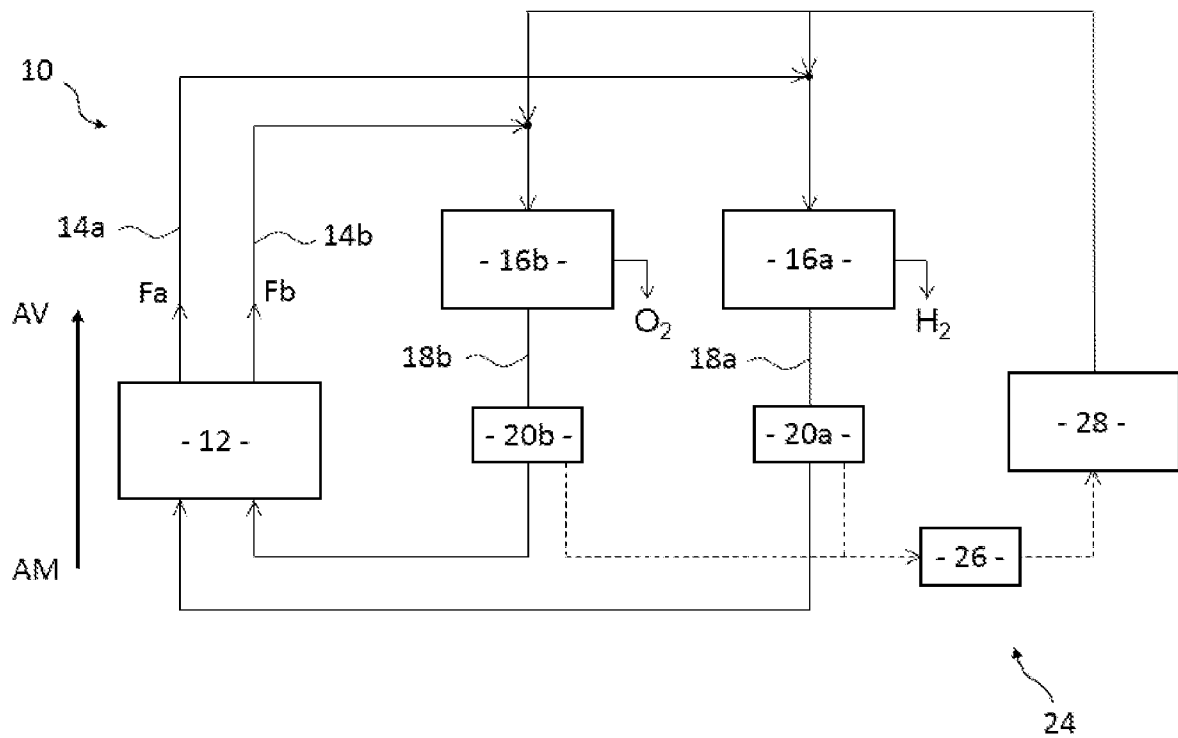 10
14a
14b
- 16b -
- 16a -
Fa
Fb
O₂
H₂
AV
18b
18a
- 12 -
- 20b -
- 20a -
- 28 -
AM
- 26 -
24